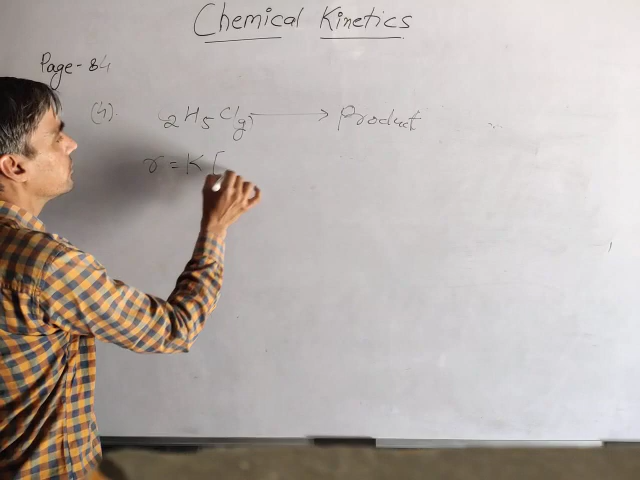 Chemical Kinetics
Page-84
(4). 2H5Cl(g) ⟶ Product
r = K [